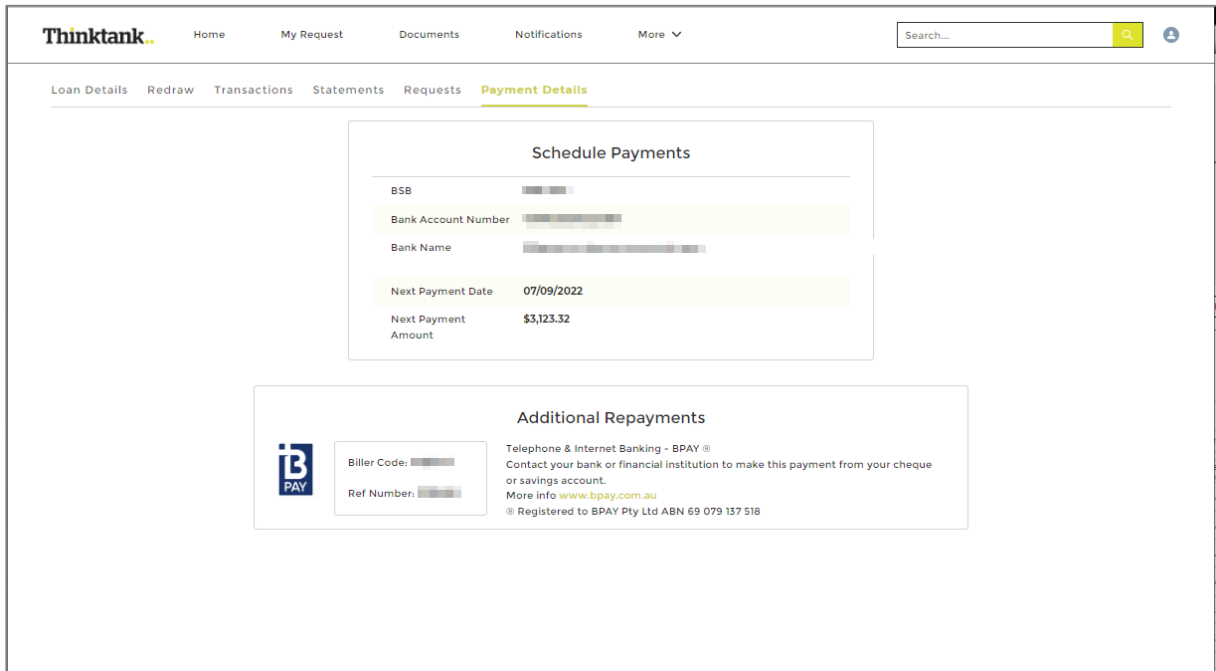 Thinktank..
Home My Request Documents Notifications More
Search...
Loan Details Redraw Transactions Statements Requests Payment Details
Schedule Payments
BSB
Bank Account Number
Bank Name
Next Payment Date 07/09/2022
Next Payment $3,123.32
Amount
Additional Repayments
B
PAY
Biller Code:
Ref Number:
Telephone & Internet Banking - BPAY ®
Contact your bank or financial institution to make this payment from your cheque
or savings account.
More info www.bpay.com.au
® Registered to BPAY Pty Ltd ABN 69 079 137 518